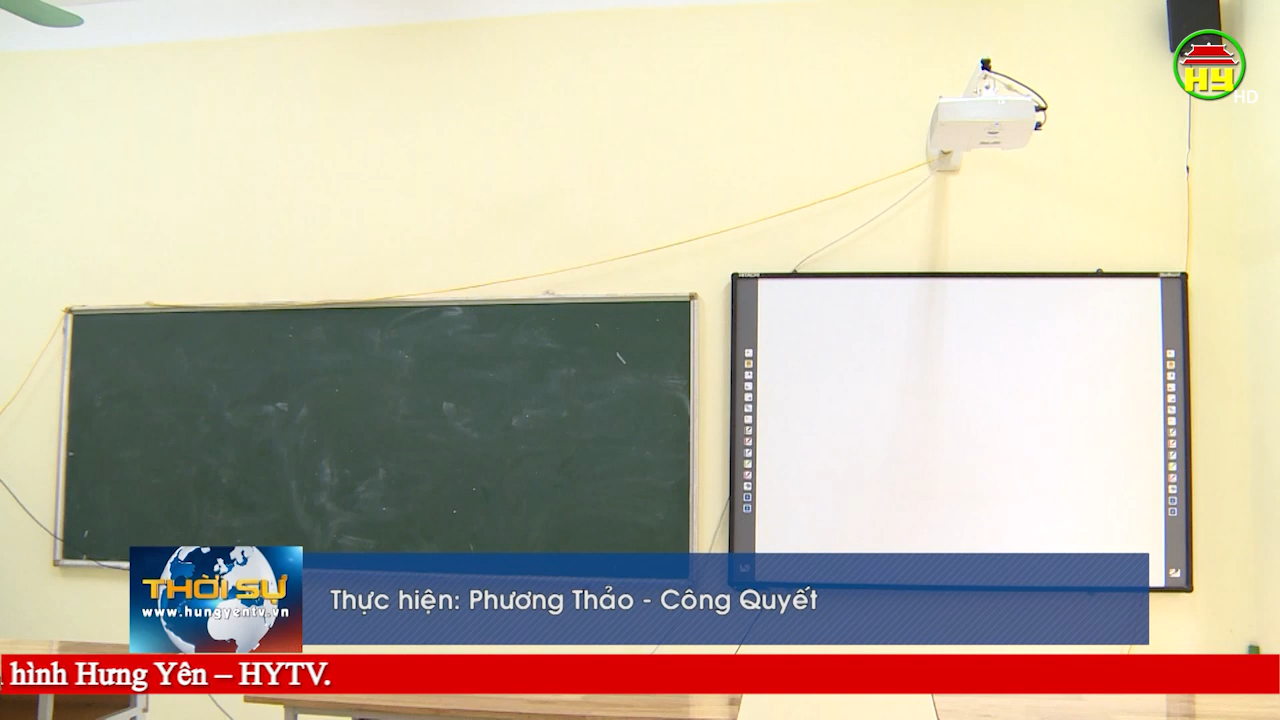 HY
HD
THỜI SỰ
www.hungyentv.vn
Thực hiện: Phương Thảo - Công Quyết
hình Hưng Yên – HYTV.